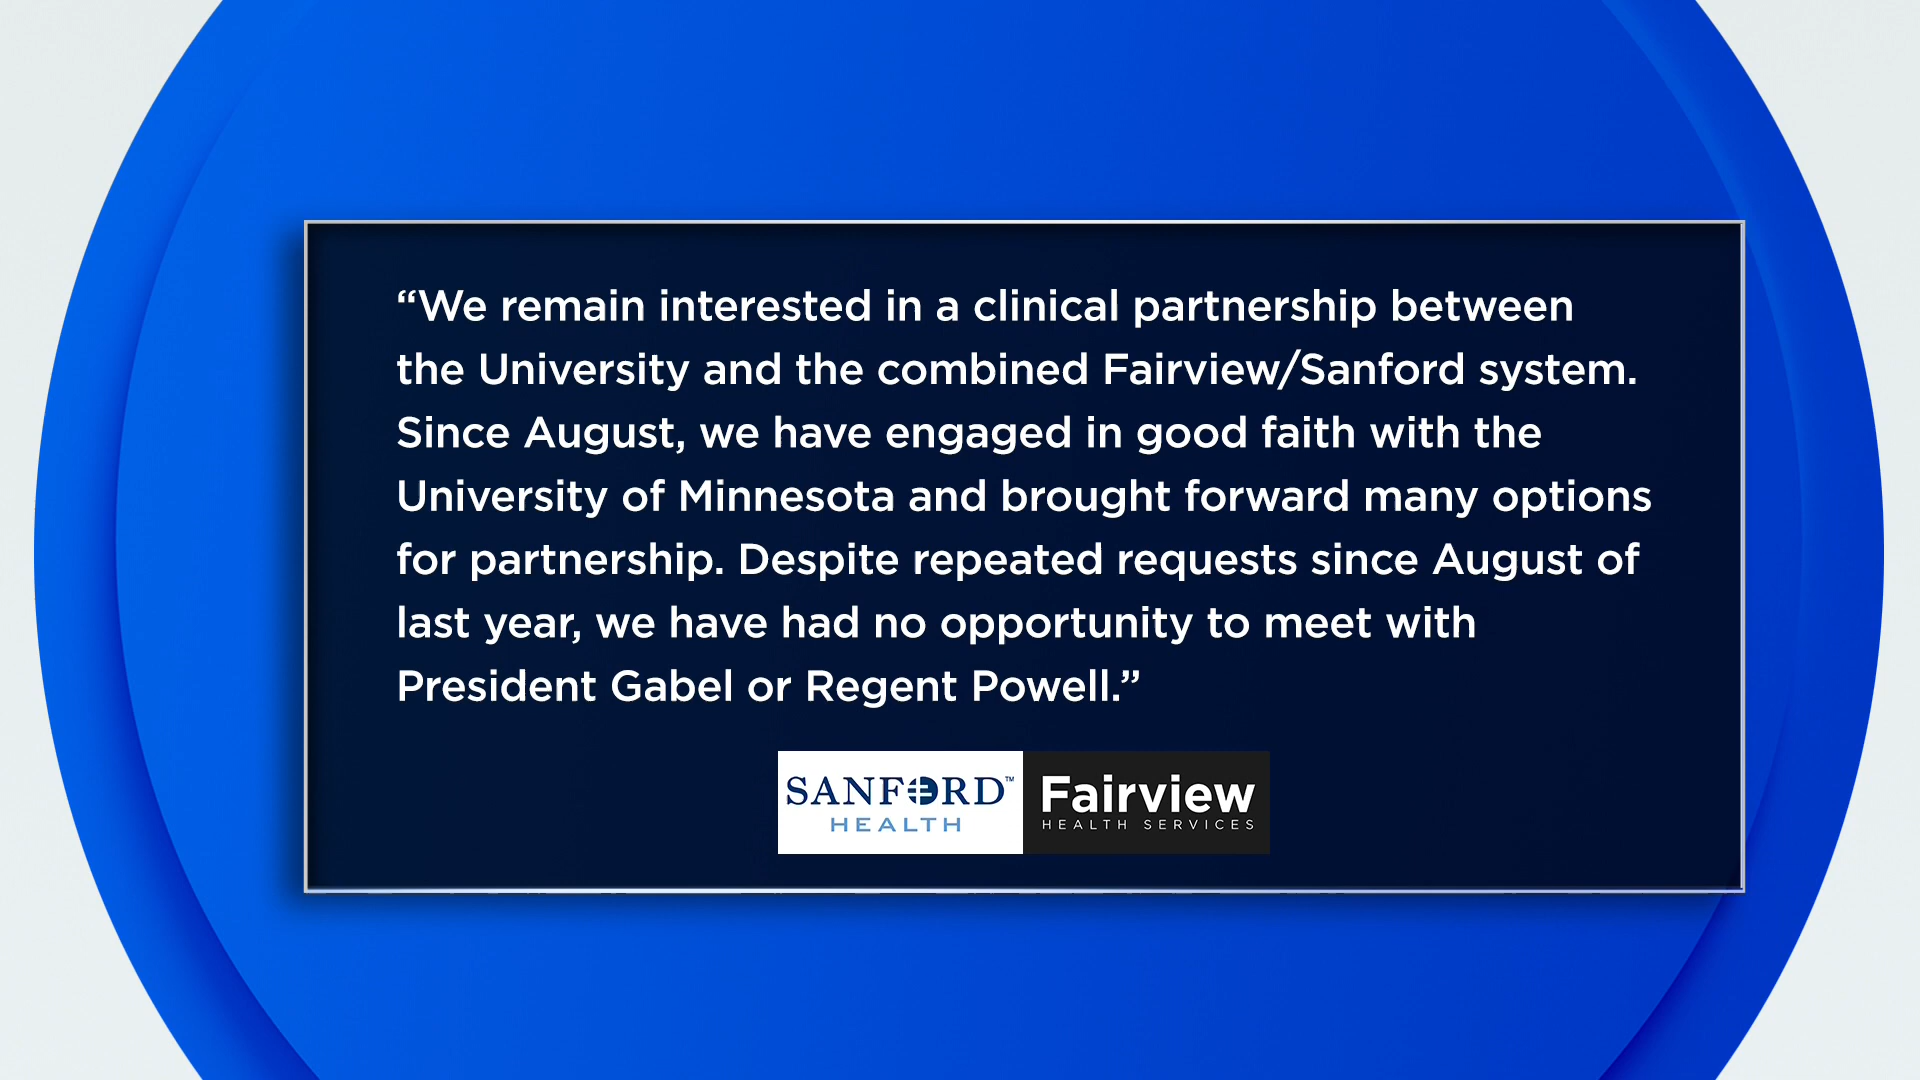 “We remain interested in a clinical partnership between
the University and the combined Fairview/Sanford system.
Since August, we have engaged in good faith with the
University of Minnesota and brought forward many options
for partnership. Despite repeated requests since August of
last year, we have had no opportunity to meet with
President Gabel or Regent Powell.”
SANFORD™
HEALTH
Fairview
HEALTH SERVICES